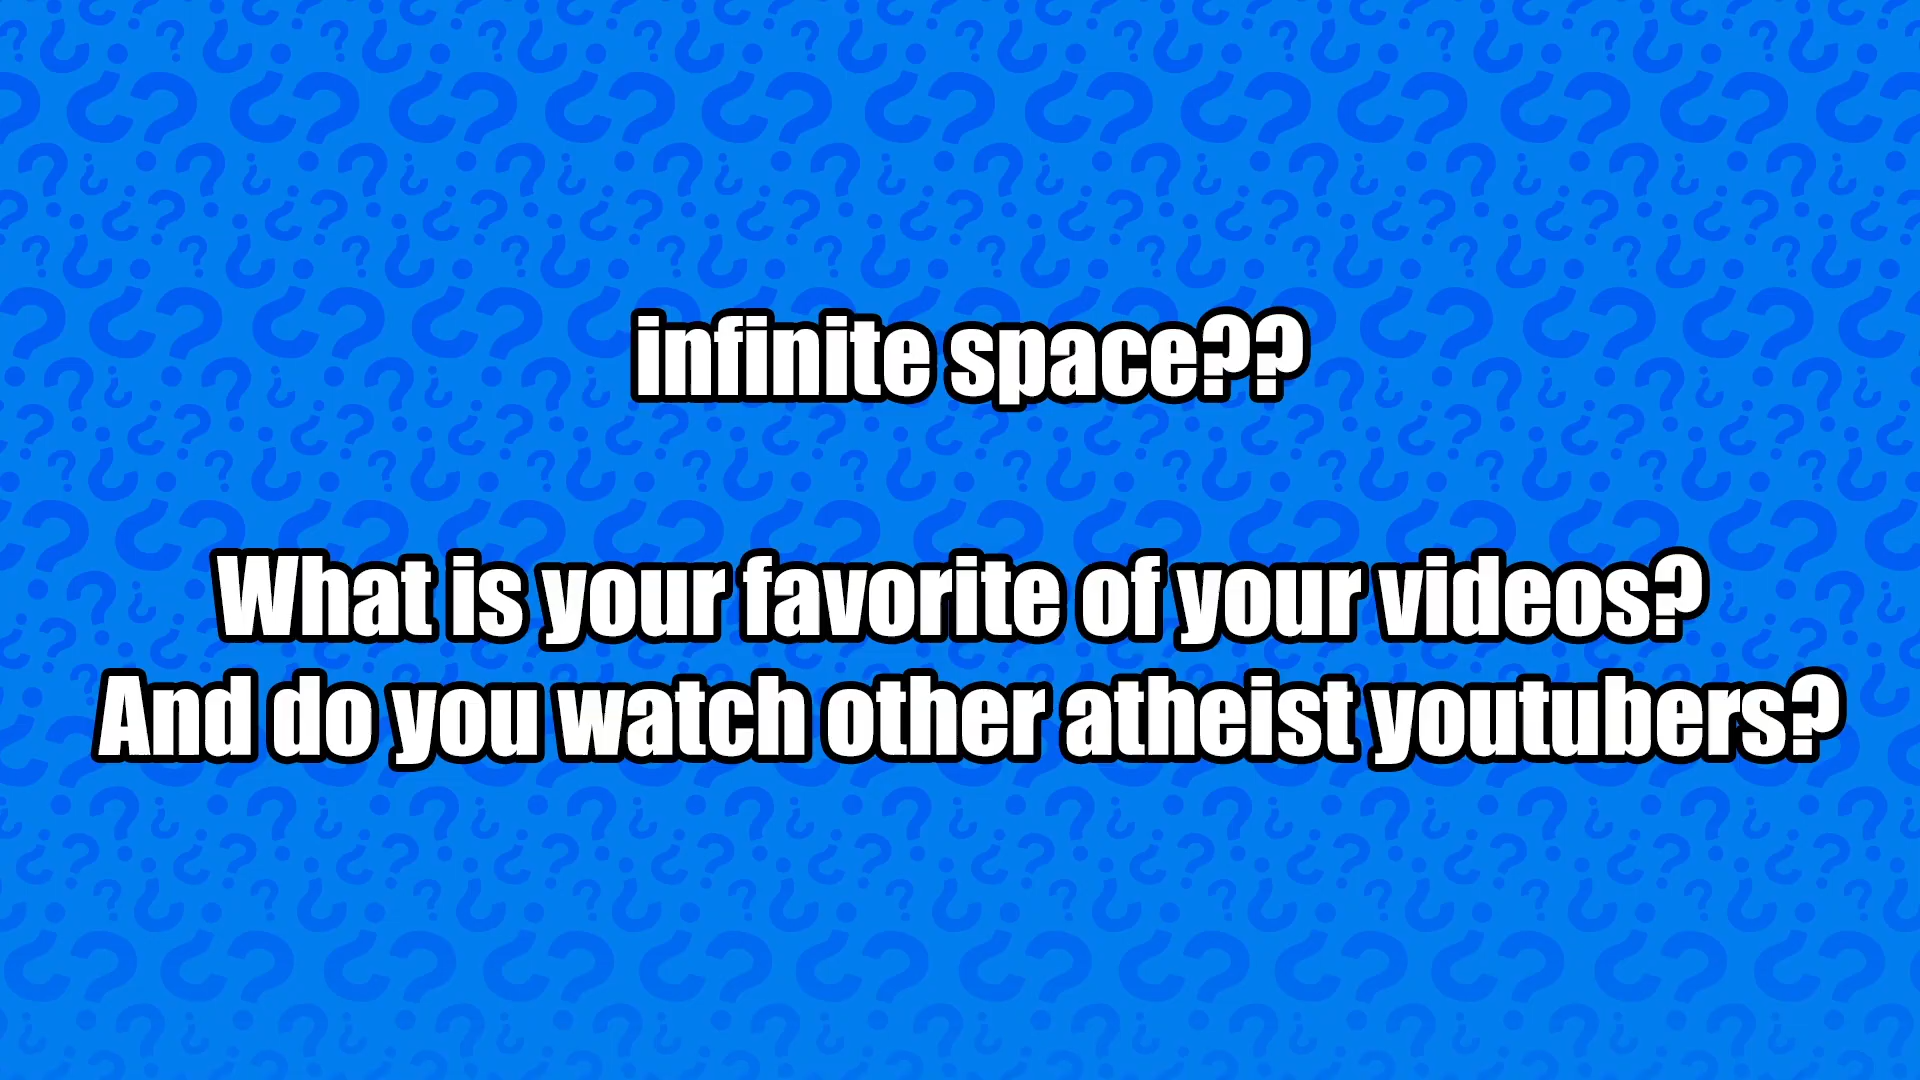 infinite space??
What is your favorite of your videos?
And do you watch other atheist youtubers?